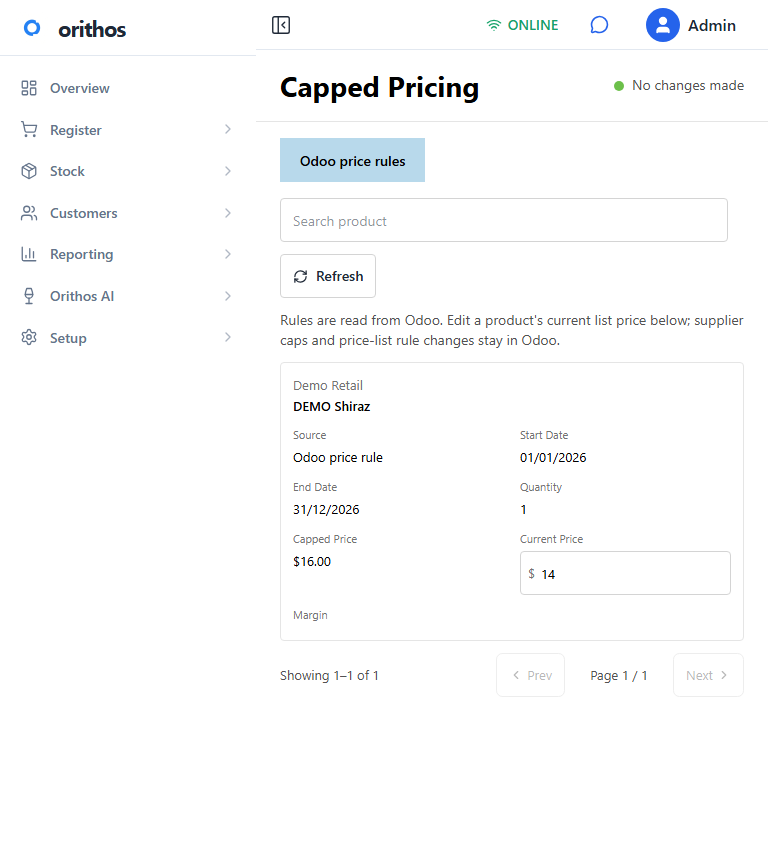 orithos
ONLINE
Admin
Overview
Register
Stock
Customers
Reporting
Orithos AI
Setup
Capped Pricing
No changes made
Odoo price rules
Search product
Refresh
Rules are read from Odoo. Edit a product's current list price below; supplier
caps and price-list rule changes stay in Odoo.
Demo Retail
DEMO Shiraz
Source
Odoo price rule
Start Date
01/01/2026
End Date
31/12/2026
Quantity
1
Capped Price
$16.00
Current Price
$ 14
Margin
Showing 1–1 of 1
Prev
Page 1 / 1
Next